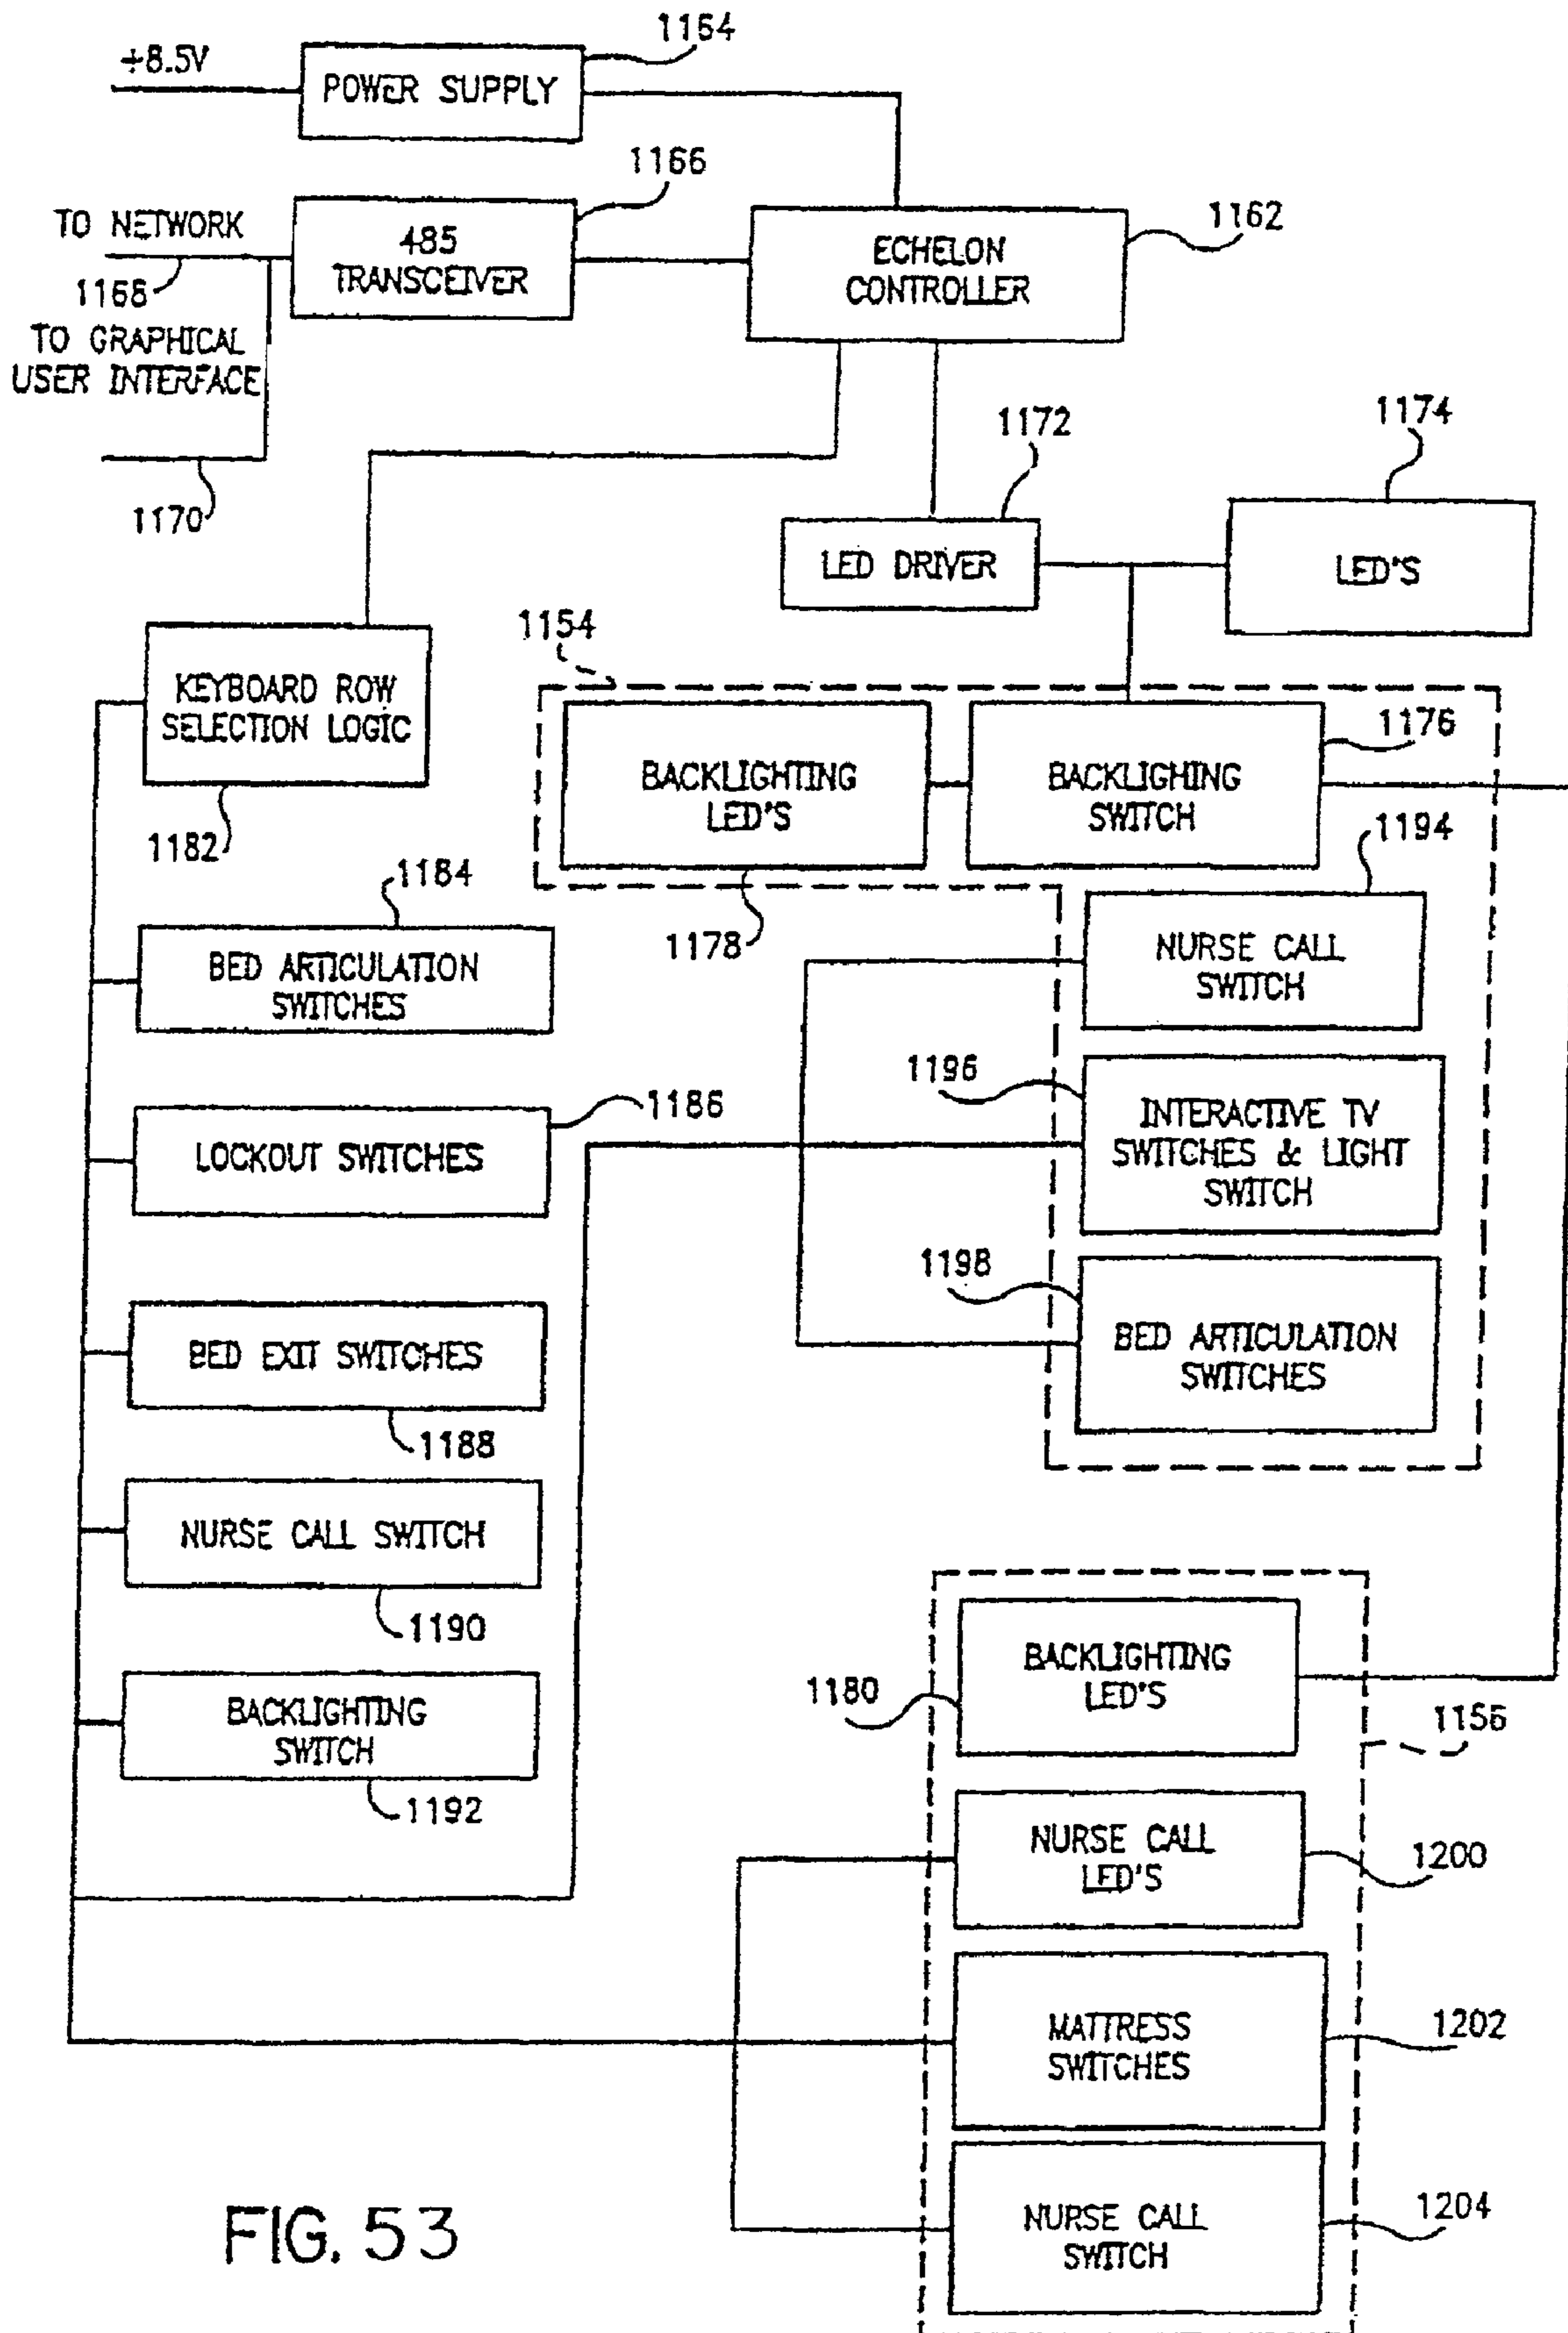 1164
+8.5V
POWER SUPPLY
1166
TO NETWORK
485
TRANSCEIVER
1162
ECHELON
CONTROLLER
1168
TO GRAPHICAL
USER INTERFACE
1170
1172
1174
LED DRIVER
LED'S
1154
KEYBOARD ROW
SELECTION LOGIC
1182
BACKLIGHTING
LED'S
1178
BACKLIGHING
SWITCH
1176
1194
1184
BED ARTICULATION
SWITCHES
NURSE CALL
SWITCH
1196
1186
LOCKOUT SWITCHES
INTERACTIVE TV
SWITCHES & LIGHT
SWITCH
1198
BED EXIT SWITCHES
1188
BED ARTICULATION
SWITCHES
NURSE CALL SWITCH
1190
BACKLIGHTING
SWITCH
1192
BACKLIGHTING
LED'S
1180
1156
NURSE CALL
LED'S
1200
MATTRESS
SWITCHES
1202
NURSE CALL
SWITCH
1204
FIG. 53